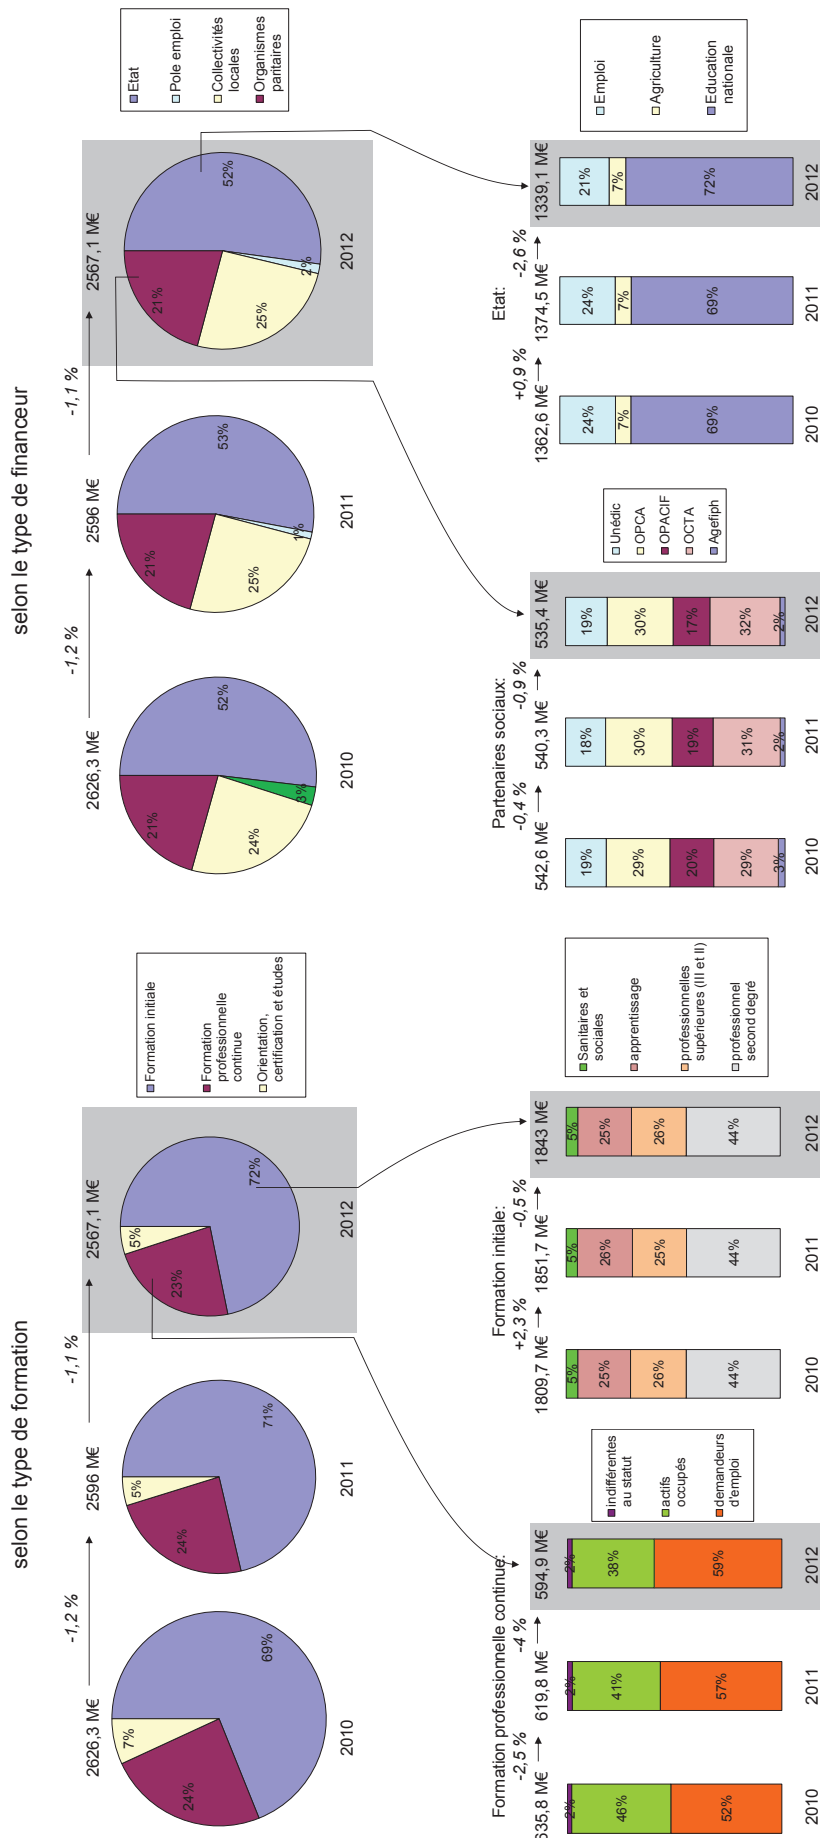 selon le type de formation
2626,3 M€
-1,2 %
2596 M€
-1,1 %
2567,1 M€
7%
24%
69%
2010
5%
24%
71%
2011
5%
23%
72%
2012
Formation initiale
Formation
professionnelle
continue
Orientation,
certification et études
Formation professionnelle continue:
635,8 M€
-2,5 %
619,8 M€
-4 %
594,9 M€
2%
46%
52%
2010
2%
41%
57%
2011
2%
38%
59%
2012
indifférentes
au statut
actifs
occupés
demandeurs
d'emploi
Formation initiale:
1809,7 M€
+2,3 %
1851,7 M€
-0,5 %
1843 M€
5%
25%
26%
44%
2010
5%
26%
25%
44%
2011
5%
25%
26%
44%
2012
Sanitaires et
sociales
apprentissage
professionnelles
supérieures (III et II)
professionnel
second degré
selon le type de financeur
2626,3 M€
-1,2 %
2596 M€
-1,1 %
2567,1 M€
21%
52%
24%
3%
2010
21%
53%
25%
1%
2011
21%
52%
25%
2%
2012
Etat
Pole emploi
Collectivités
locales
Organismes
paritaires
Partenaires sociaux:
542,6 M€
-0,4 %
540,3 M€
-0,9 %
535,4 M€
19%
29%
20%
29%
3%
2010
18%
30%
19%
31%
2%
2011
19%
30%
17%
32%
2%
2012
Unédic
OPCA
OPACIF
OCTA
Agefiph
Etat:
1362,6 M€
+0,9 %
1374,5 M€
-2,6 %
1339,1 M€
24%
7%
69%
2010
24%
7%
69%
2011
21%
7%
72%
2012
Emploi
Agriculture
Education
nationale